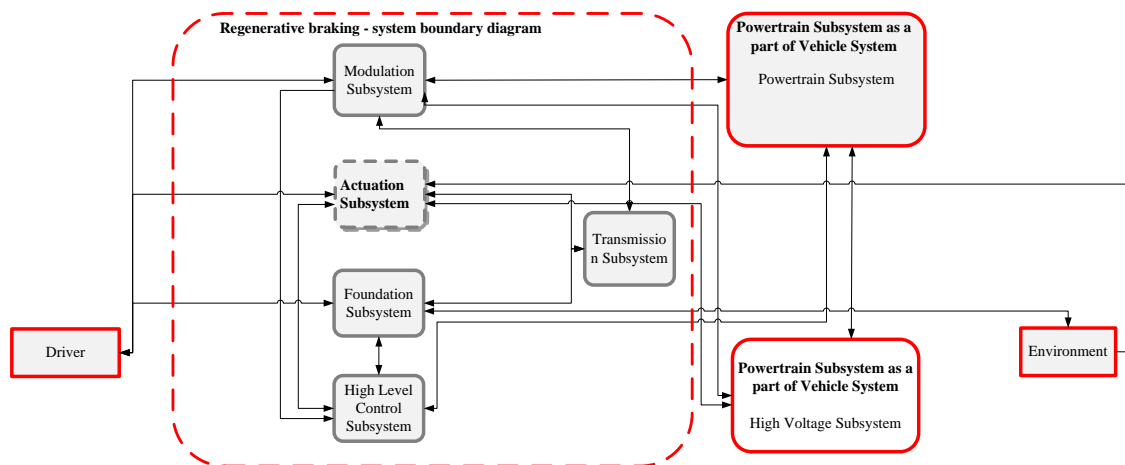 Regenerative braking - system boundary diagram
Powertrain Subsystem as a
part of Vehicle System
Powertrain Subsystem
Modulation
Subsystem
Actuation
Subsystem
Transmissio
n Subsystem
Foundation
Subsystem
Driver
Environment
High Level
Control
Subsystem
Powertrain Subsystem as a
part of Vehicle System
High Voltage Subsystem